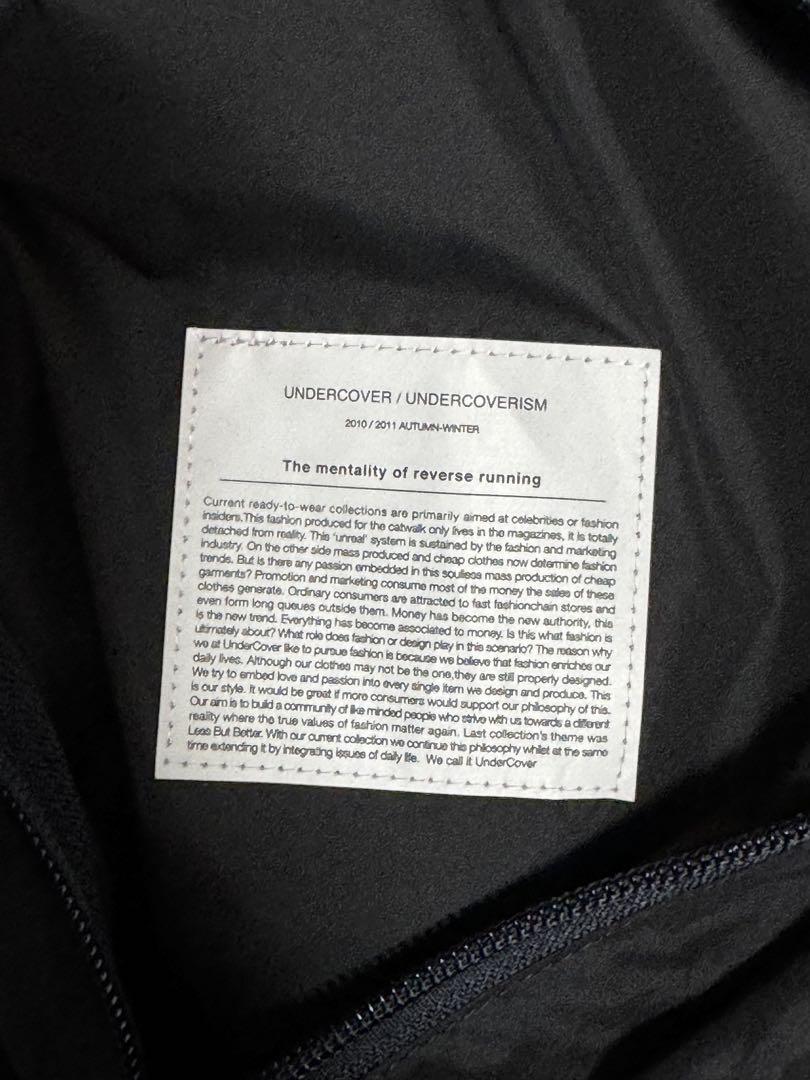 UNDERCOVER / UNDERCOVERISM
2010 / 2011 AUTUMN-WINTER
The mentality of reverse running
Current ready-to-wear collections are primarily aimed at celebrities or fashion
insiders.This fashion produced for the catwalk only lives in the magazines, it is totally
detached from reality. This 'unreal' system is sustained by the fashion and marketing
industry. On the other side mass produced and cheap clothes now determine fashion
trends. But is there any passion embedded in this soulless mass production of cheap
garments? Promotion and marketing consume most of the money the sales of these
clothes generate. Ordinary consumers are attracted to fast fashionchain stores and
even form long queues outside them. Money has become the new authority, this
is the new trend. Everything has become associated to money. Is this what fashion is
ultimately about? What role does fashion or design play in this scenario? The reason why
we at UnderCover like to pursue fashion is because we believe that fashion enriches our
daily lives. Although our clothes may not be the one,they are still properly designed.
We try to embed love and passion into every single item we design and produce. This
is our style. It would be great if more consumers would support our philosophy of this.
Our aim is to build a community of like minded people who strive with us towards a different
reality where the true values of fashion matter again. Last collection's theme was
Less But Better. With our current collection we continue this philosophy whilst at the same
time extending it by integrating issues of daily life. We call it UnderCover